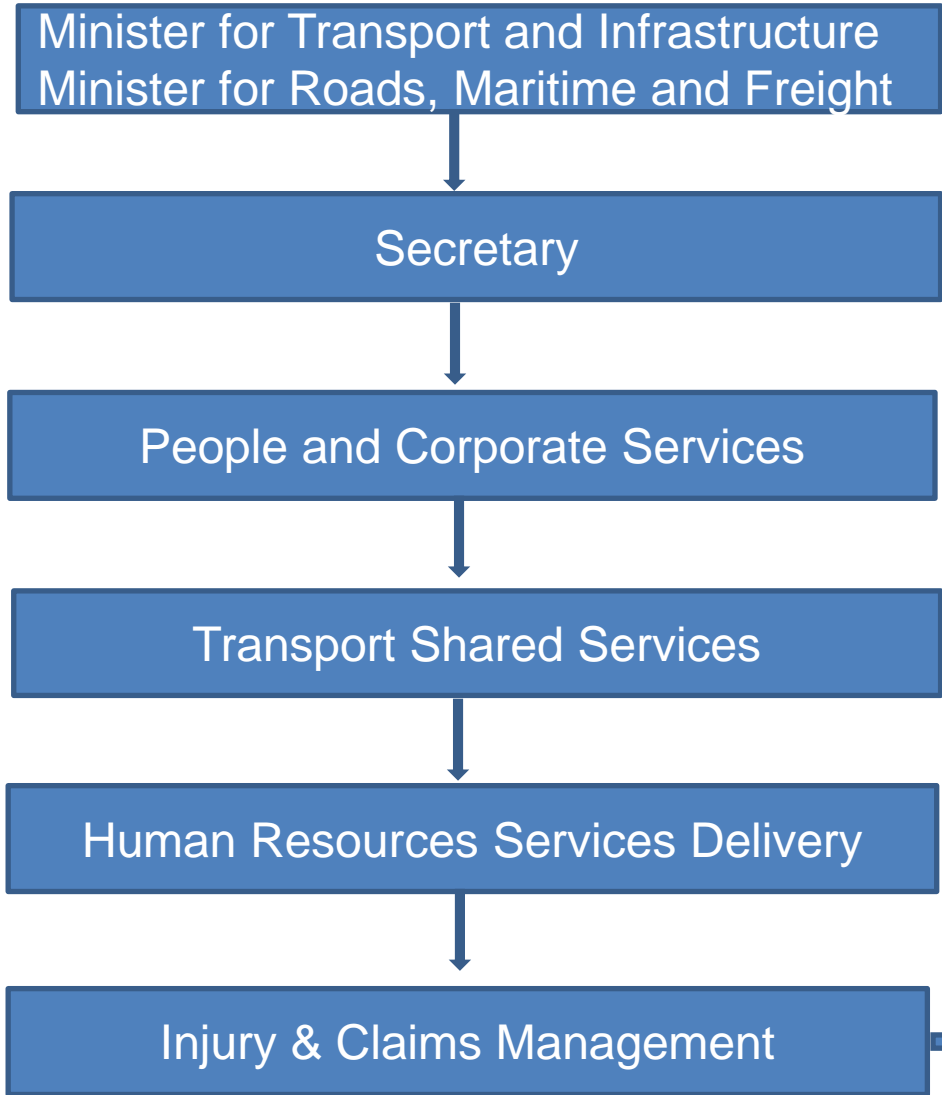 Minister for Transport and Infrastructure
Minister for Roads, Maritime and Freight
Secretary
People and Corporate Services
Transport Shared Services
Human Resources Services Delivery
Injury & Claims Management